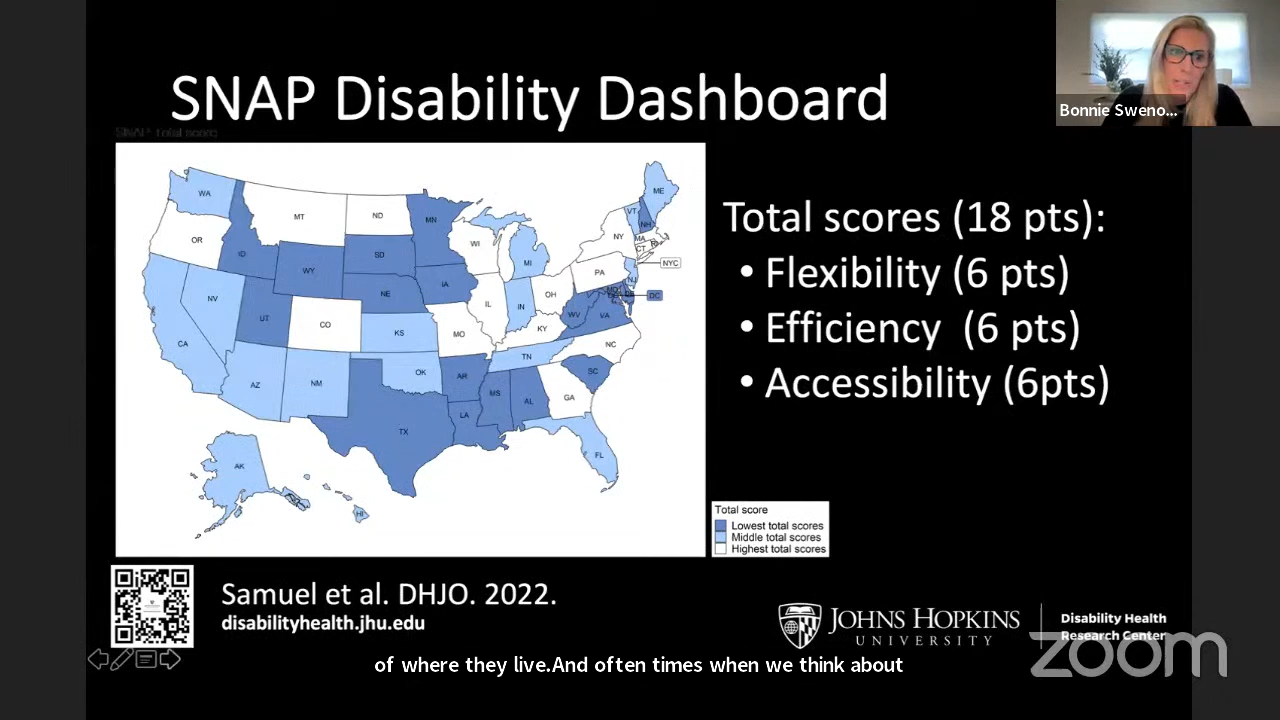 SNAP Disability Dashboard
SNAP total score
Bonnie Sweno...
WA
MT
ND
MN
ME
VT
NH
OR
ID
WY
SD
WI
MI
NY
MA
CT
RI
NYC
NE
IA
PA
NJ
NV
UT
CO
KS
IL
IN
OH
DC
WV
VA
MO
KY
CA
AZ
NM
OK
AR
TN
NC
SC
MS
AL
GA
TX
LA
FL
AK
HI
Total scores (18 pts):
• Flexibility (6 pts)
• Efficiency (6 pts)
• Accessibility (6pts)
Total score
Lowest total scores
Middle total scores
Highest total scores
Samuel et al. DHJO. 2022.
disabilityhealth.jhu.edu
JOHNS HOPKINS
UNIVERSITY
Disability Health
Research Center
of where they live.And often times when we think about
zoom